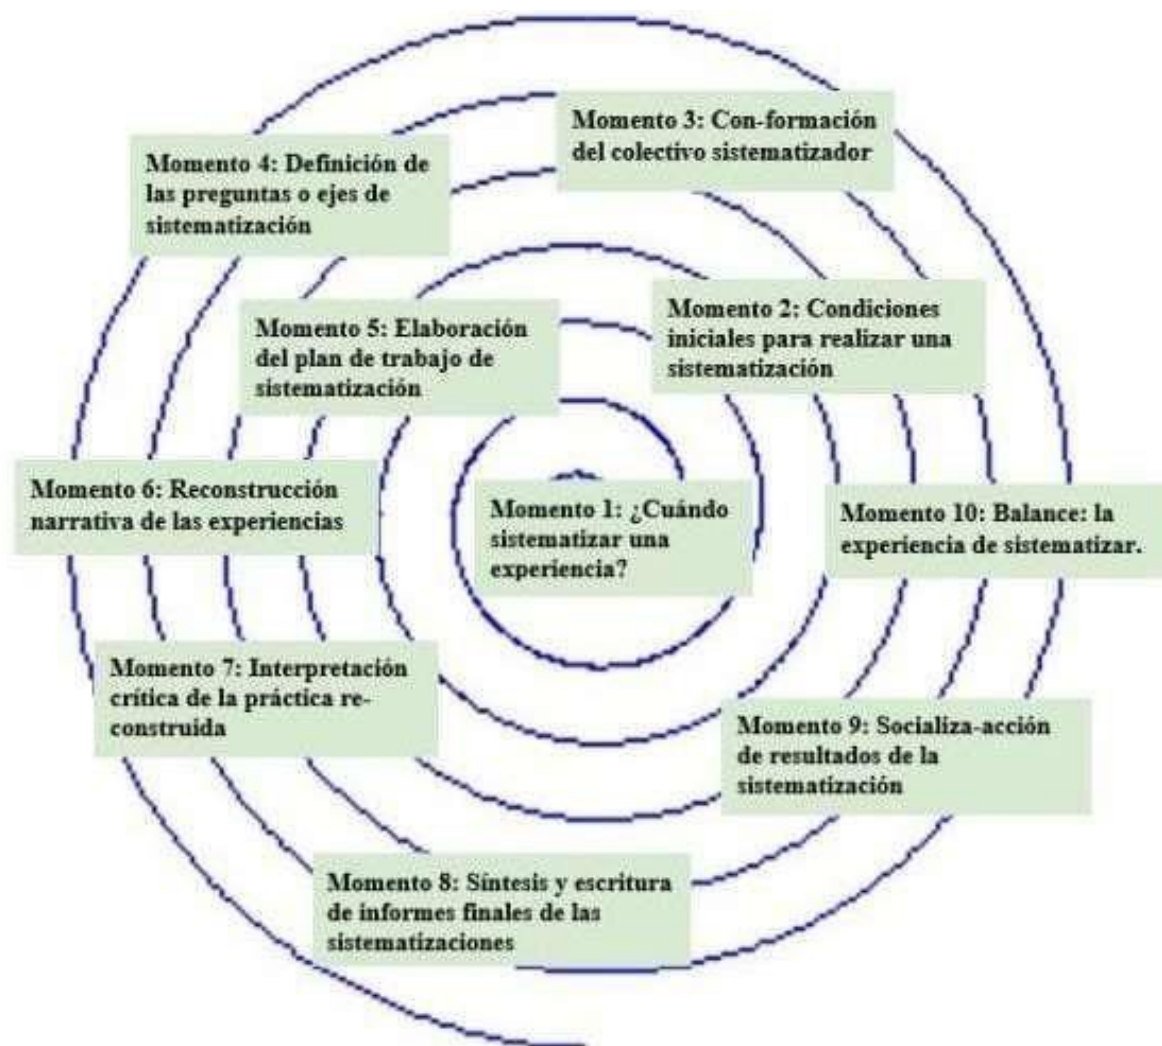 Momento 3: Con-formación
del colectivo sistematizador
Momento 4: Definición de
las preguntas o ejes de
sistematización
Momento 2: Condiciones
iniciales para realizar una
sistematización
Momento 5: Elaboración
del plan de trabajo de
sistematización
Momento 6: Reconstrucción
narrativa de las experiencias
Momento 1: ¿Cuándo
sistematizar una
experiencia?
Momento 10: Balance: la
experiencia de sistematizar.
Momento 7: Interpretación
crítica de la práctica re-
construida
Momento 9: Socializa-acción
de resultados de la
sistematización
Momento 8: Síntesis y escritura
de informes finales de las
sistematizaciones